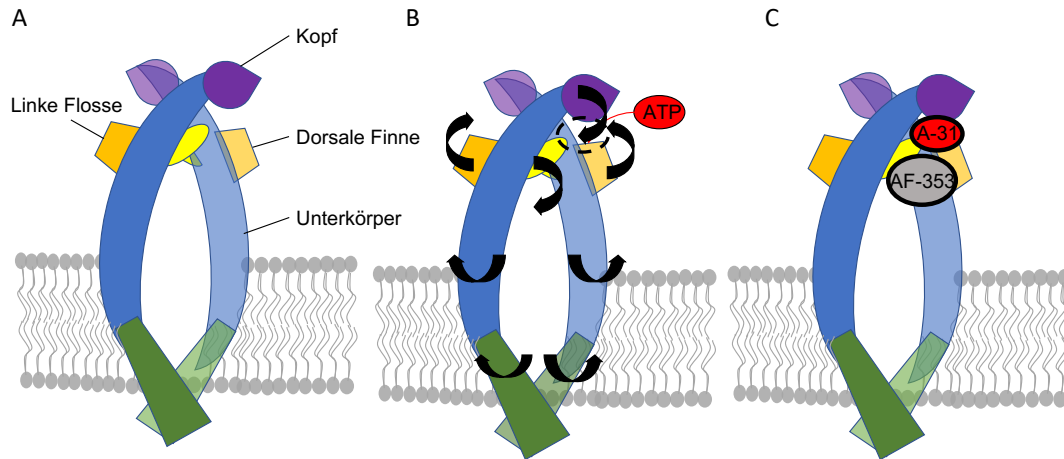 A
Kopf
Linke Flosse
Dorsale Finne
Unterkörper
B
ATP
C
A-31
AF-353